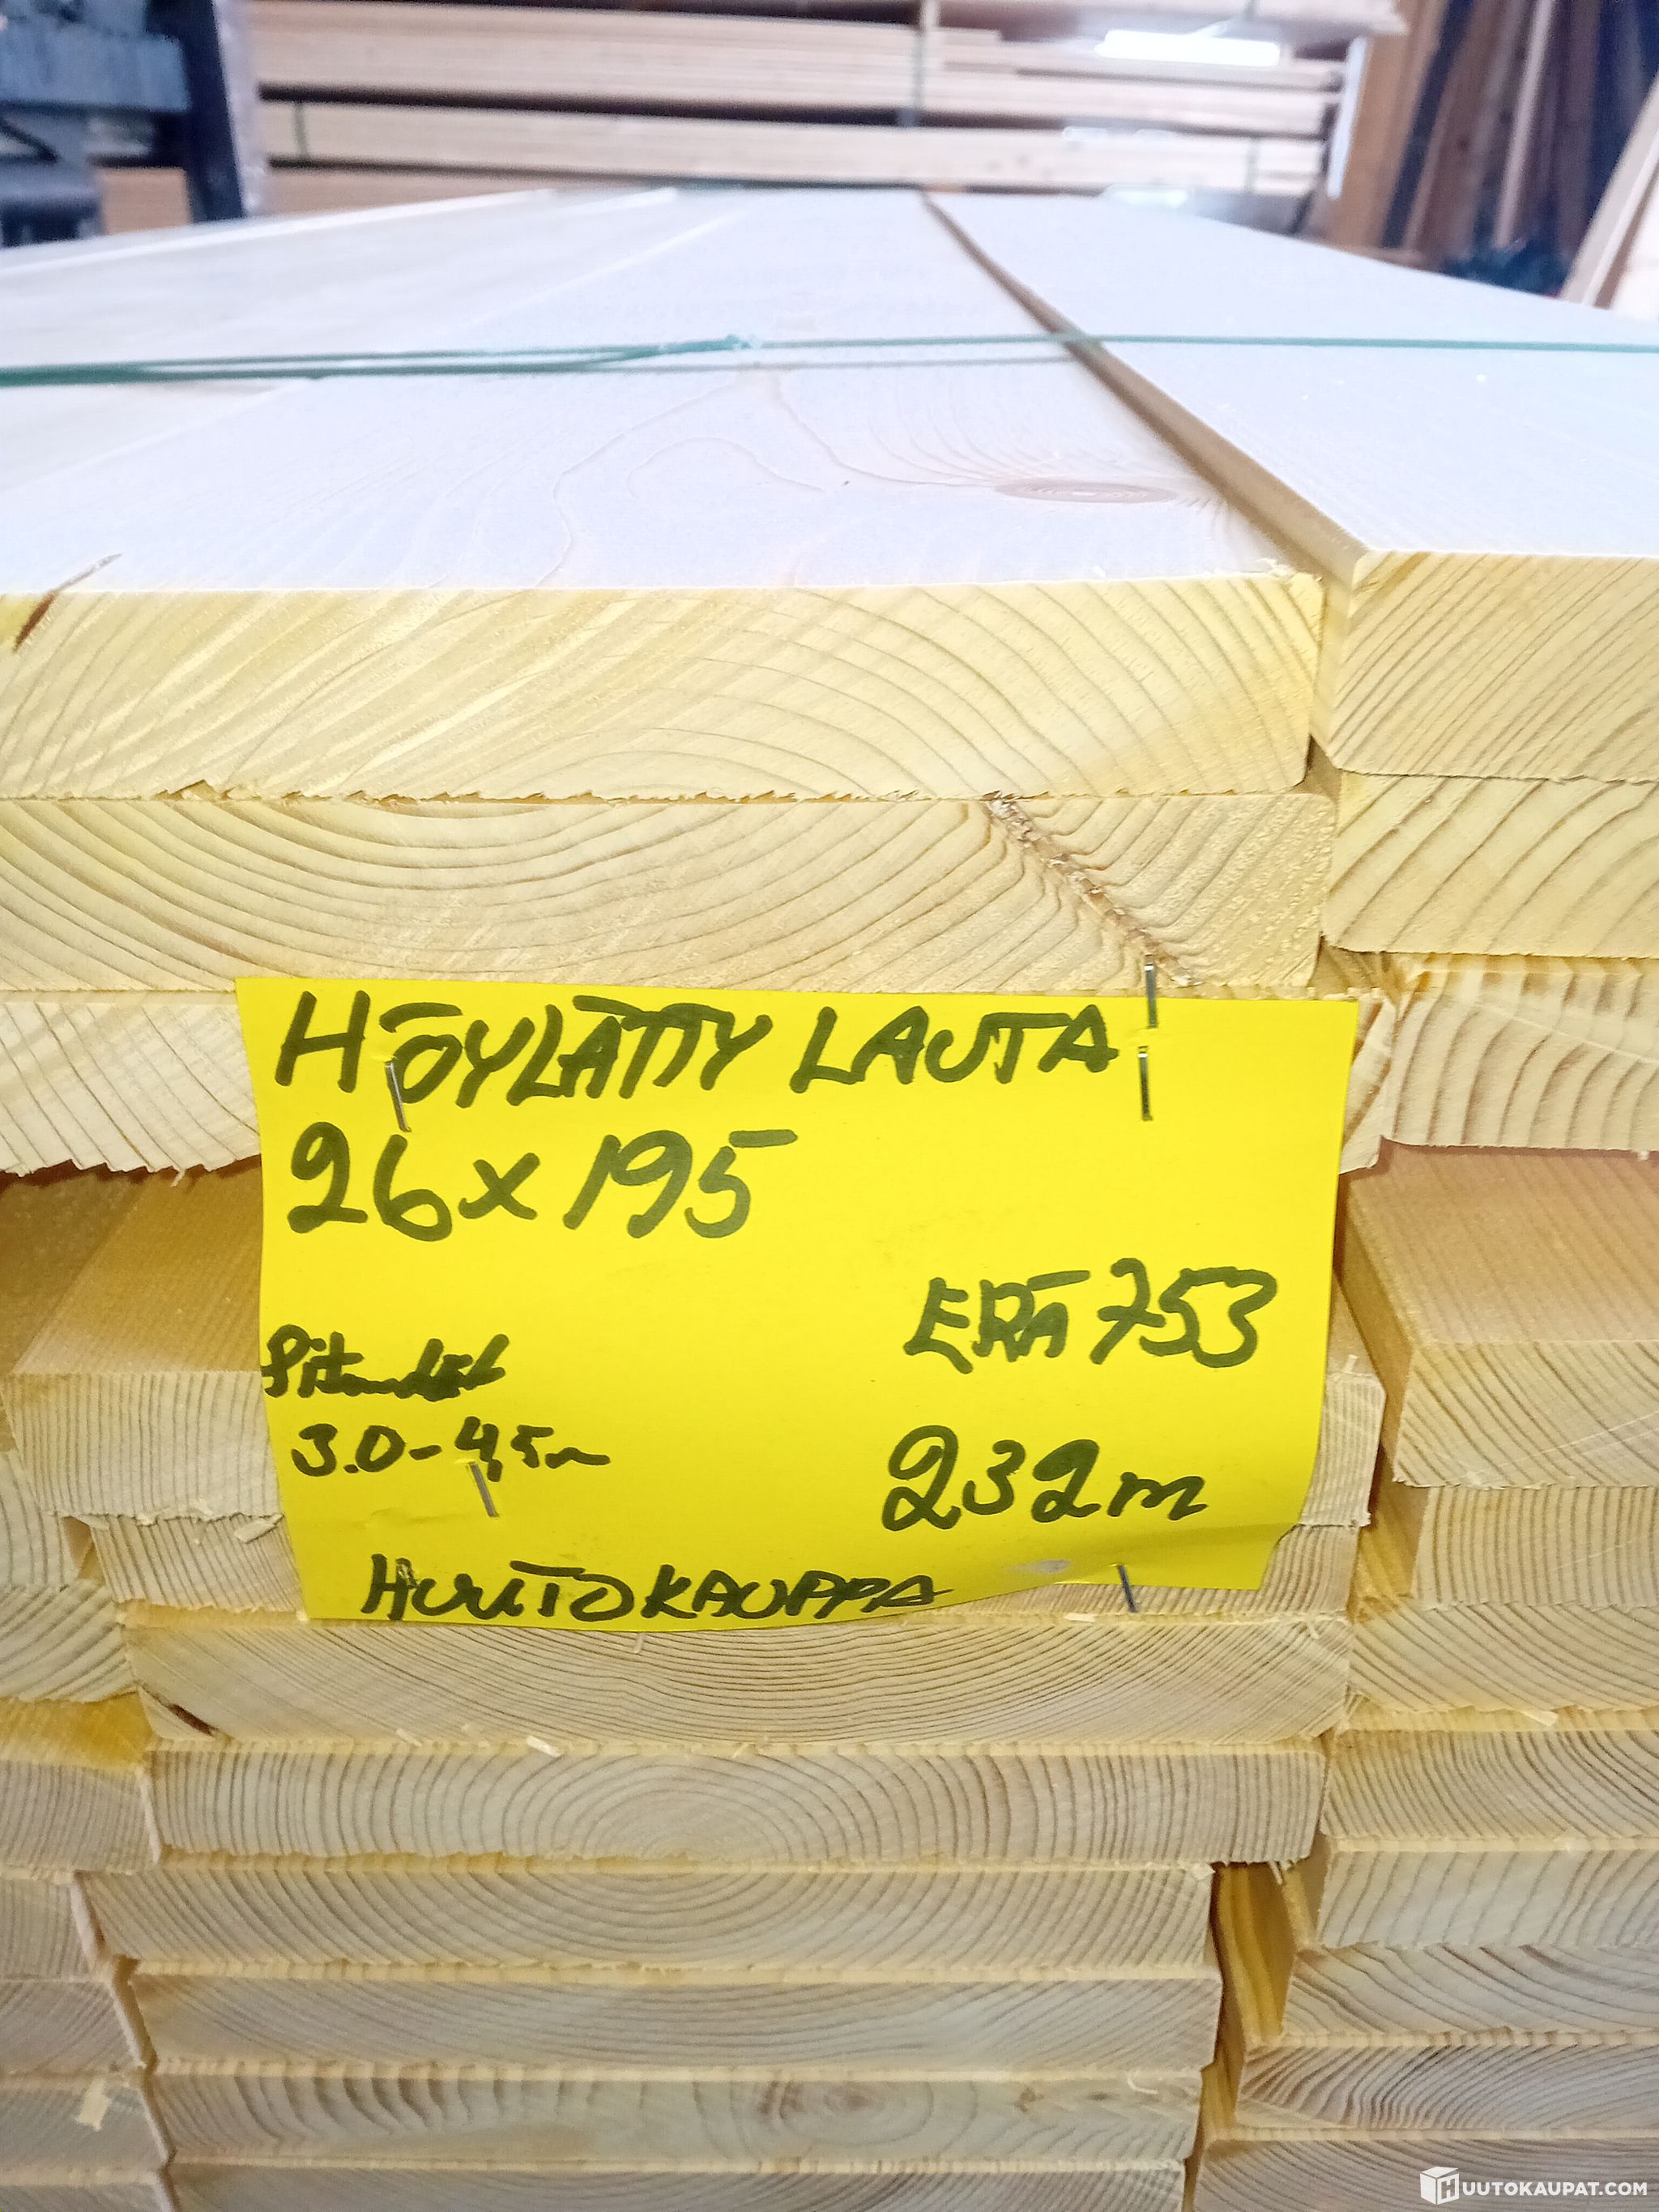 HÖYLÄTTY LAUTA
26x195
ERÄ 753
Pituudet
3.0-4,5m
232m
HUUTOKAUPPA
HUUTOKAUPAT.COM